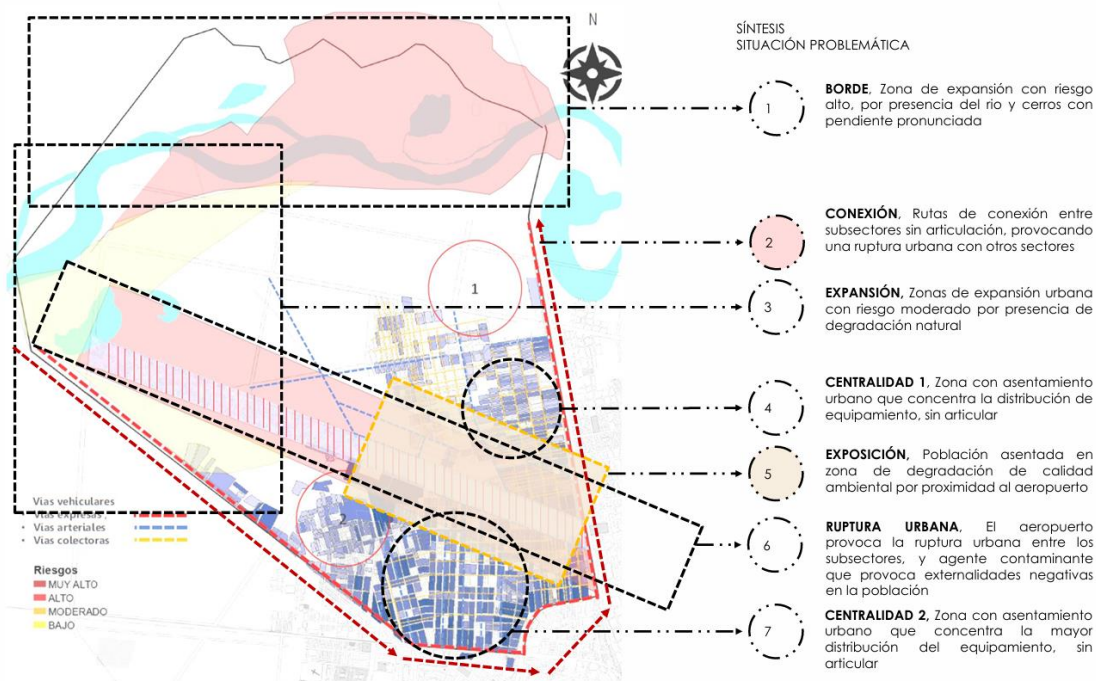 N
SÍNTESIS
SITUACIÓN PROBLEMÁTICA
1
BORDE, Zona de expansión con riesgo
alto, por presencia del rio y cerros con
pendiente pronunciada
2
CONEXIÓN, Rutas de conexión entre
subsectores sin articulación, provocando
una ruptura urbana con otros sectores
3
EXPANSIÓN, Zonas de expansión urbana
con riesgo moderado por presencia de
degradación natural
4
CENTRALIDAD 1, Zona con asentamiento
urbano que concentra la distribución de
equipamiento, sin articular
5
EXPOSICIÓN, Población asentada en
zona de degradación de calidad
ambiental por proximidad al aeropuerto
6
RUPTURA URBANA, El aeropuerto
provoca la ruptura urbana entre los
subsectores, y agente contaminante
que provoca externalidades negativas
en la población
7
CENTRALIDAD 2, Zona con asentamiento
urbano que concentra la mayor
distribución del equipamiento, sin
articular
1
2
Vías vehiculares
• Vías expresas .
• Vías arteriales
• Vías colectoras
Riesgos
MUY ALTO
ALTO
MODERADO
BAJO